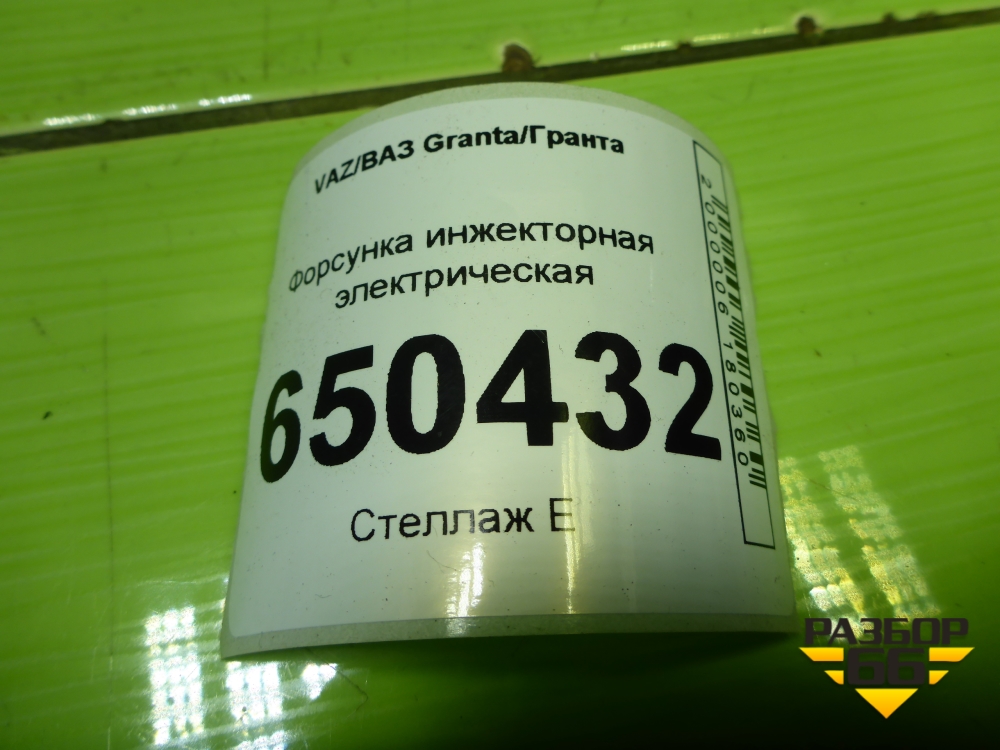 VAZ/ВАЗ Granta/Гранта
Форсунка инжекторная
электрическая
650432
Стеллаж Е
2000006180360
РАЗБОР
66